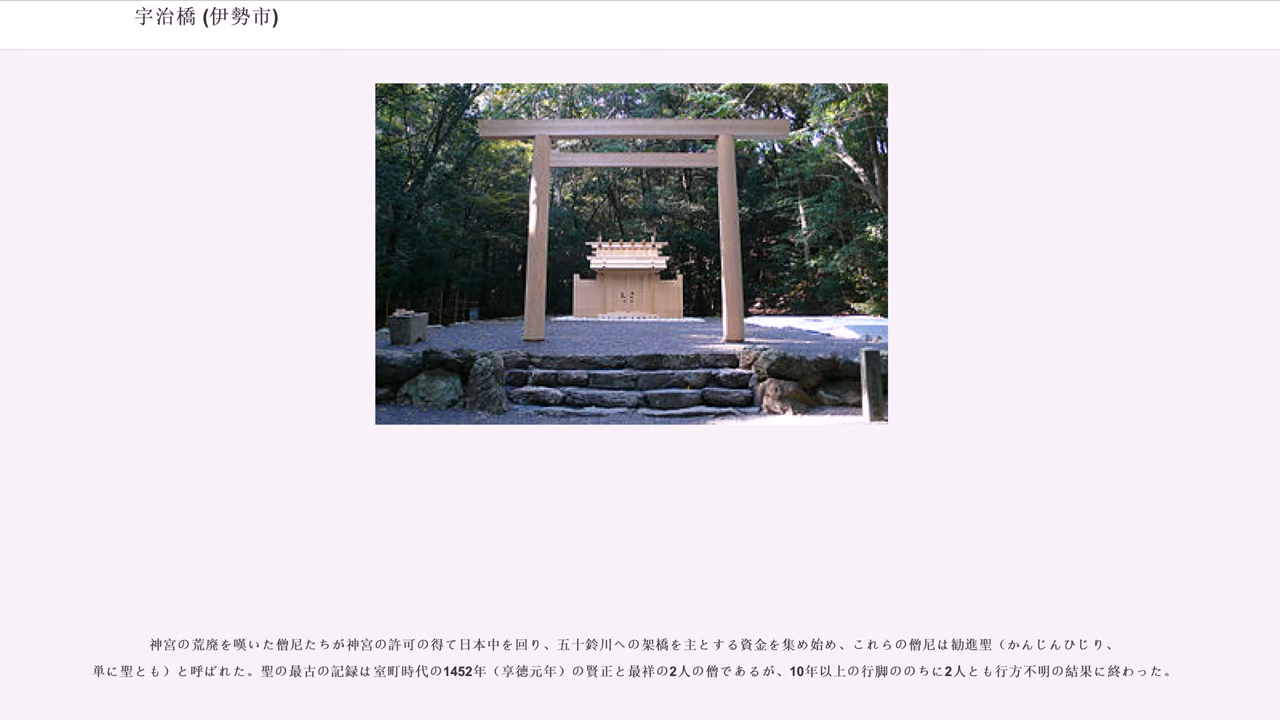 宇治橋 (伊勢市)
神宮の荒廃を嘆いた僧尼たちが神宮の許可の得て日本中を回り、五十鈴川への架橋を主とする資金を集め始め、これらの僧尼は勧進聖（かんじんひじり、
単に聖とも）と呼ばれた。聖の最古の記録は室町時代の1452年（享徳元年）の賢正と最祥の2人の僧であるが、10年以上の行脚ののちに2人とも行方不明の結果に終わった。